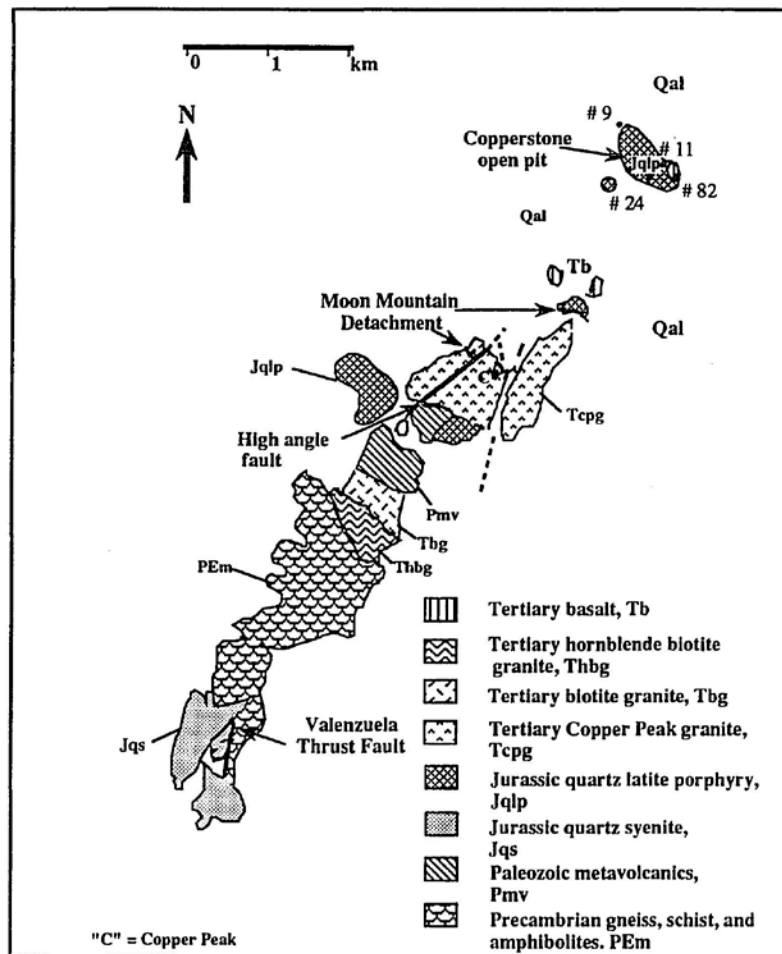 0 1 km
N
Qal
# 9
Copperstone
open pit
# 11
Jqlp
# 82
# 24
Qal
Tb
Moon Mountain
Detachment
Qal
Jqlp
C
Tcpg
High angle
fault
Pmv
Tbg
Thbg
PEm
Jqs
Valenzuela
Thrust Fault
Tertiary basalt, Tb
Tertiary hornblende biotite
granite, Thbg
Tertiary biotite granite, Tbg
Tertiary Copper Peak granite,
Tcpg
Jurassic quartz latite porphyry,
Jqlp
Jurassic quartz syenite,
Jqs
Paleozoic metavolcanics,
Pmv
Precambrian gneiss, schist, and
amphibolites. PEm
"C" = Copper Peak